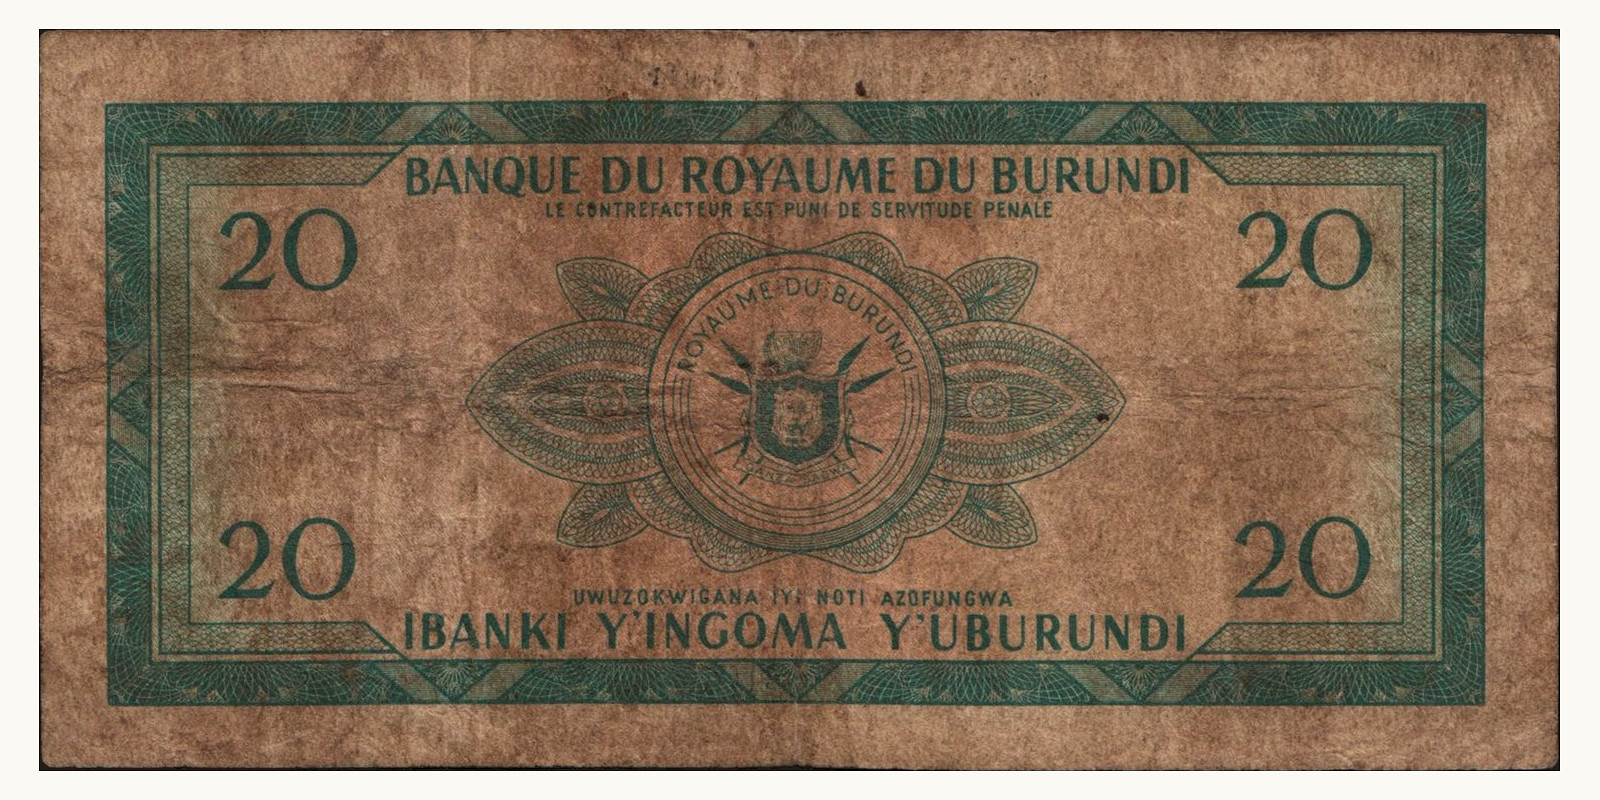 BANQUE DU ROYAUME DU BURUNDI
LE CONTREFACTEUR EST PUNI DE SERVITUDE PENALE
20
20
ROYAUME DU BURUNDI
20
20
UWUZOKWIGANA IYI NOTI AZOFUNGWA
IBANKI Y'INGOMA Y'UBURUNDI